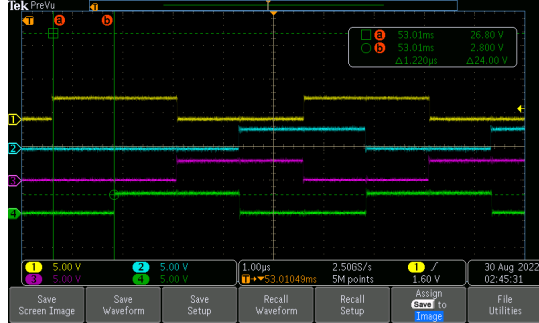 Tek PreVu
T
a b
a 53.01ms 26.80 V
b 53.01ms 2.800 V
Δ1.220µs Δ24.00 V
1
2
3
4
1 5.00 V 2 5.00 V
3 5.00 V 4 5.00 V
1.00µs 2.50GS/s
T→▼53.01049ms 5M points
1 / 1.60 V
30 Aug 2022
02:45:31
Save Screen Image
Save Waveform
Save Setup
Recall Waveform
Recall Setup
Assign Save to Image
File Utilities